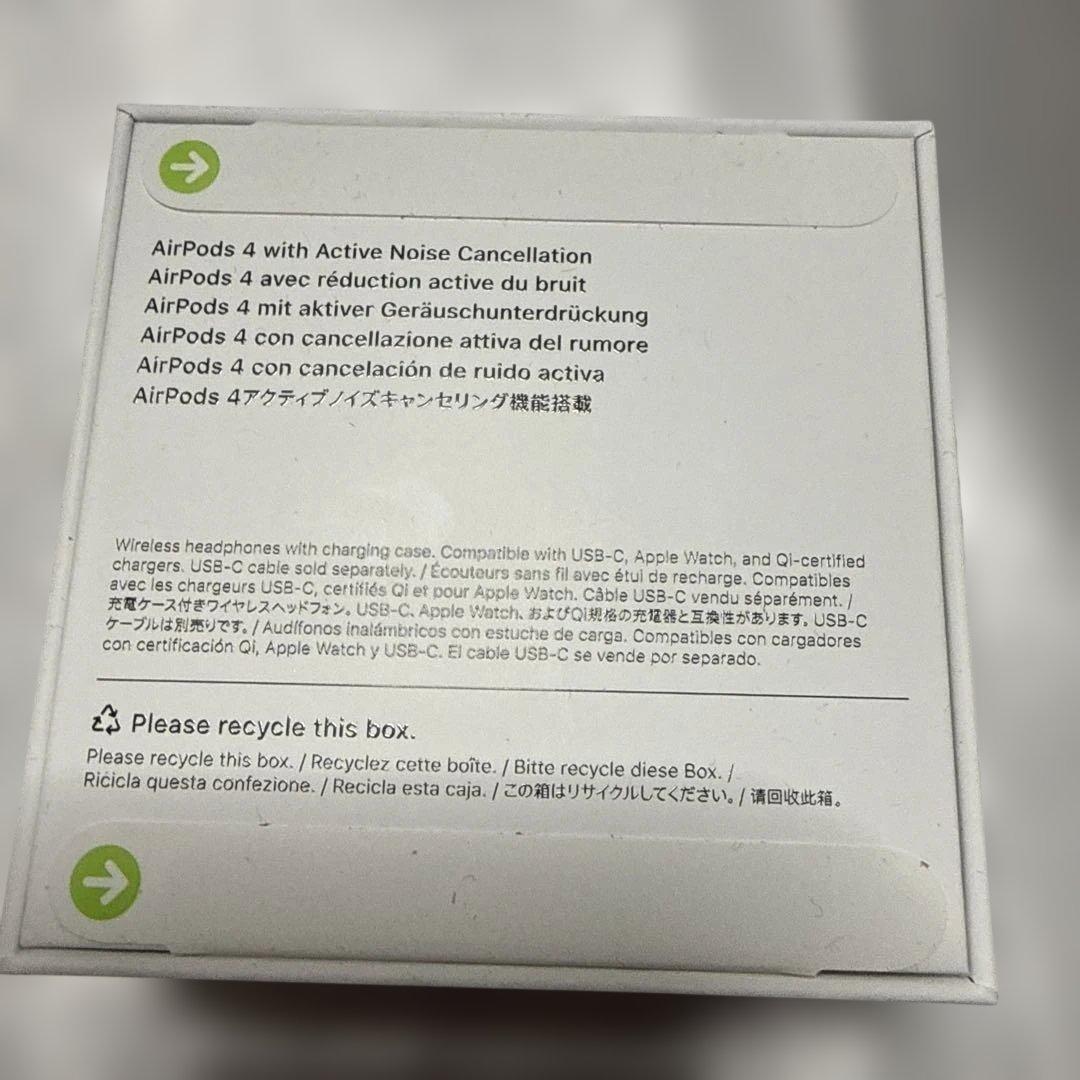 AirPods 4 with Active Noise Cancellation
AirPods 4 avec réduction active du bruit
AirPods 4 mit aktiver Geräuschunterdrückung
AirPods 4 con cancellazione attiva del rumore
AirPods 4 con cancelación de ruido activa
AirPods 4アクティブノイズキャンセリング機能搭載
Wireless headphones with charging case. Compatible with USB-C, Apple Watch, and Qi-certified
chargers. USB-C cable sold separately. / Écouteurs sans fil avec étui de recharge. Compatibles
avec les chargeurs USB-C, certifiés Qi et pour Apple Watch. Câble USB-C vendu séparément. /
充電ケース付きワイヤレスヘッドフォン。USB-C、Apple Watch、およびQi規格の充電器と互換性があります。USB-C
ケーブルは別売りです。/ Audífonos inalámbricos con estuche de carga. Compatibles con cargadores
con certificación Qi, Apple Watch y USB-C. El cable USB-C se vende por separado.
Please recycle this box.
Please recycle this box. / Recyclez cette boîte. / Bitte recycle diese Box. /
Ricicla questa confezione. / Recicla esta caja. / この箱はリサイクルしてください。/ 请回收此箱。